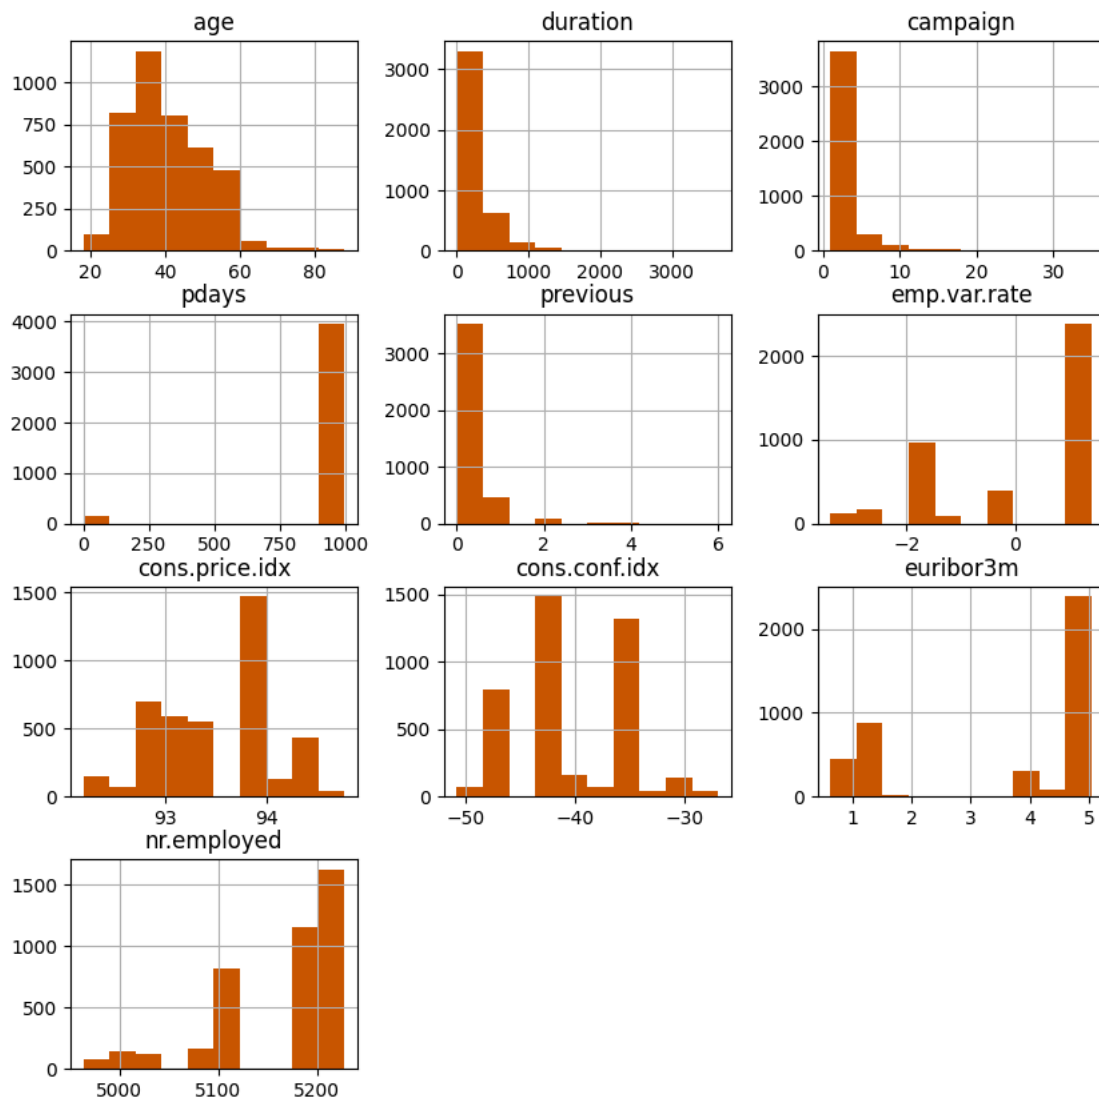 age
1000
750
500
250
0
20 40 60 80
duration
3000
2000
1000
0
0 1000 2000 3000
campaign
3000
2000
1000
0
0 10 20 30
pdays
4000
3000
2000
1000
0
0 250 500 750 1000
previous
3000
2000
1000
0
0 2 4 6
emp.var.rate
2000
1000
0
−2 0
cons.price.idx
1500
1000
500
0
93 94
cons.conf.idx
1500
1000
500
0
−50 −40 −30
euribor3m
2000
1000
0
1 2 3 4 5
nr.employed
1500
1000
500
0
5000 5100 5200